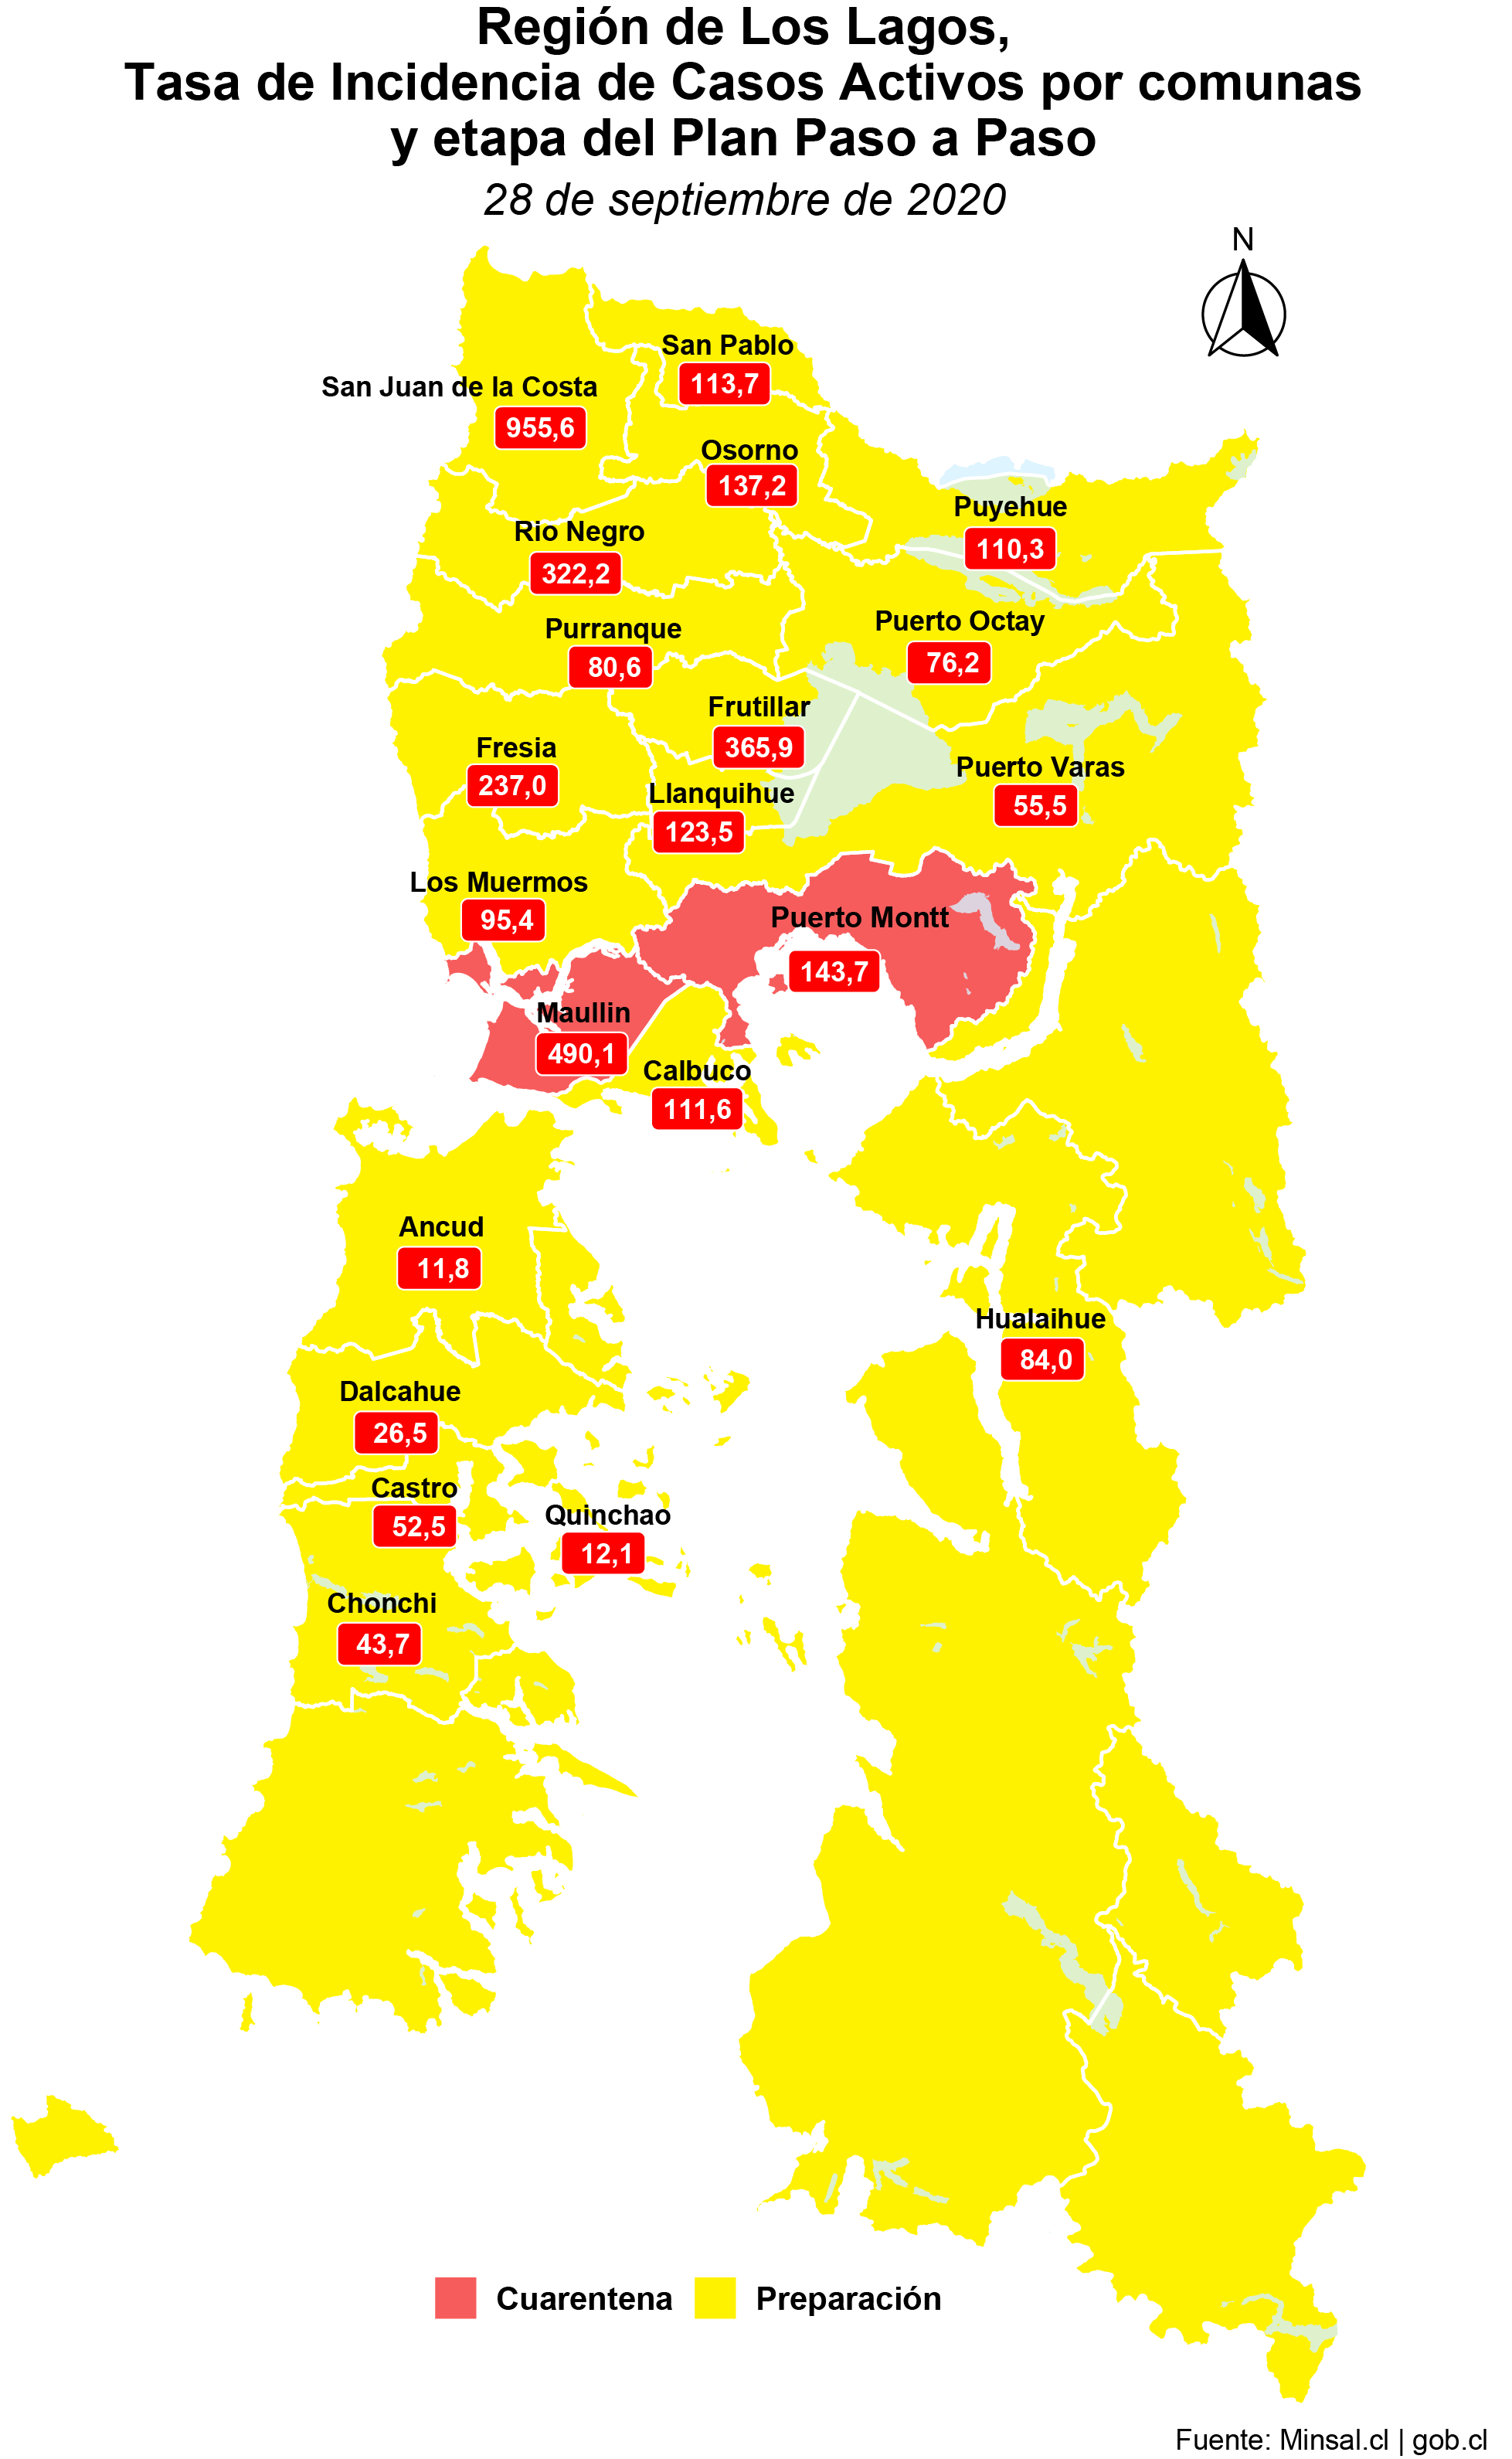 Región de Los Lagos,
Tasa de Incidencia de Casos Activos por comunas
y etapa del Plan Paso a Paso
28 de septiembre de 2020
N
San Pablo
113,7
San Juan de la Costa
955,6
Osorno
137,2
Puyehue
110,3
Rio Negro
322,2
Puerto Octay
76,2
Purranque
80,6
Frutillar
365,9
Fresia
237,0
Puerto Varas
55,5
Llanquihue
123,5
Los Muermos
95,4
Puerto Montt
143,7
Maullin
490,1
Calbuco
111,6
Ancud
11,8
Hualaihue
84,0
Dalcahue
26,5
Castro
52,5
Quinchao
12,1
Chonchi
43,7
Cuarentena
Preparación
Fuente: Minsal.cl | gob.cl